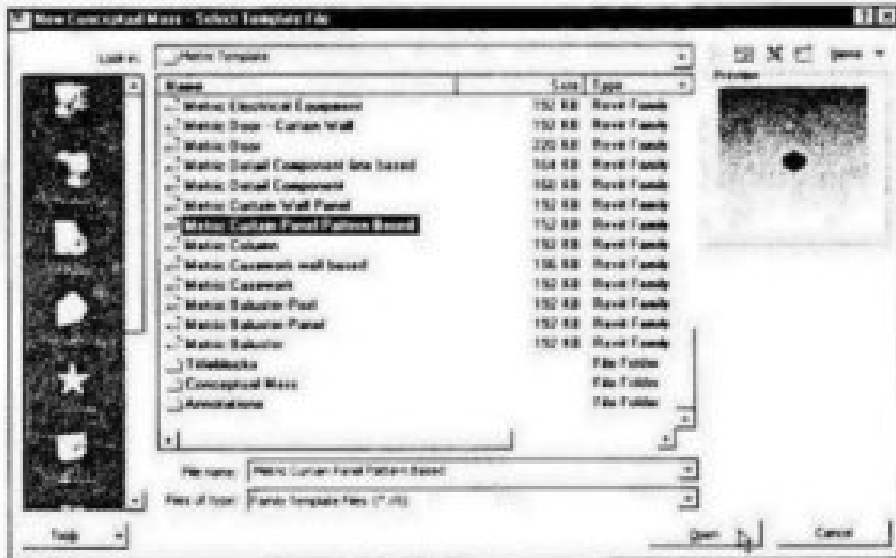 New Conceptual Mass - Select Template File
Look in: Metric Template
Preview
Name Size Type
Metric Electrical Equipment 192 KB Revit Family
Metric Door - Curtain Wall 192 KB Revit Family
Metric Door 220 KB Revit Family
Metric Detail Component line based 164 KB Revit Family
Metric Detail Component 160 KB Revit Family
Metric Curtain Wall Panel 192 KB Revit Family
Metric Curtain Panel Pattern Based 152 KB Revit Family
Metric Column 192 KB Revit Family
Metric Casework wall based 196 KB Revit Family
Metric Casework 192 KB Revit Family
Metric Baluster Post 192 KB Revit Family
Metric Baluster Panel 192 KB Revit Family
Metric Baluster 192 KB Revit Family
Titleblocks File Folder
Conceptual Mass File Folder
Annotations File Folder
File name: Metric Curtain Panel Pattern Based
Files of type: Family Template Files (*.rft)
Tools Open Cancel